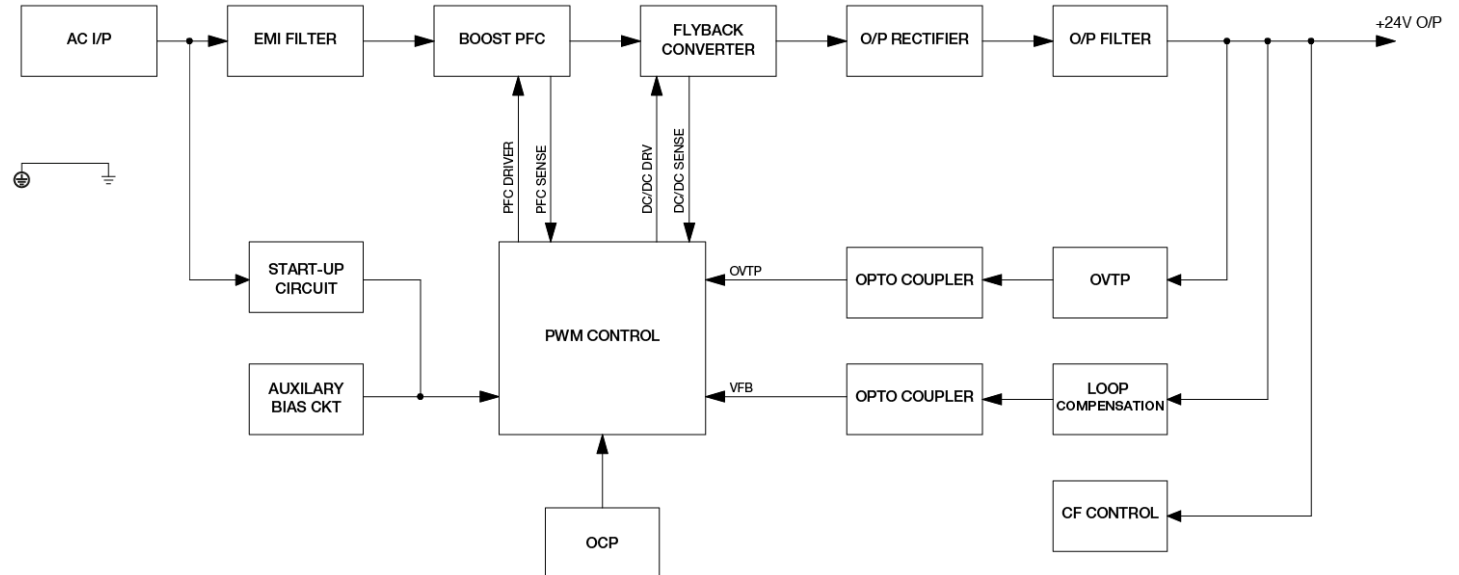 AC I/P
EMI FILTER
BOOST PFC
FLYBACK
CONVERTER
O/P RECTIFIER
O/P FILTER
+24V O/P
PFC DRIVER
PFC SENSE
DC/DC DRV
DC/DC SENSE
START-UP
CIRCUIT
PWM CONTROL
OVTP
OPTO COUPLER
OVTP
AUXILARY
BIAS CKT
VFB
OPTO COUPLER
LOOP
COMPENSATION
CF CONTROL
OCP